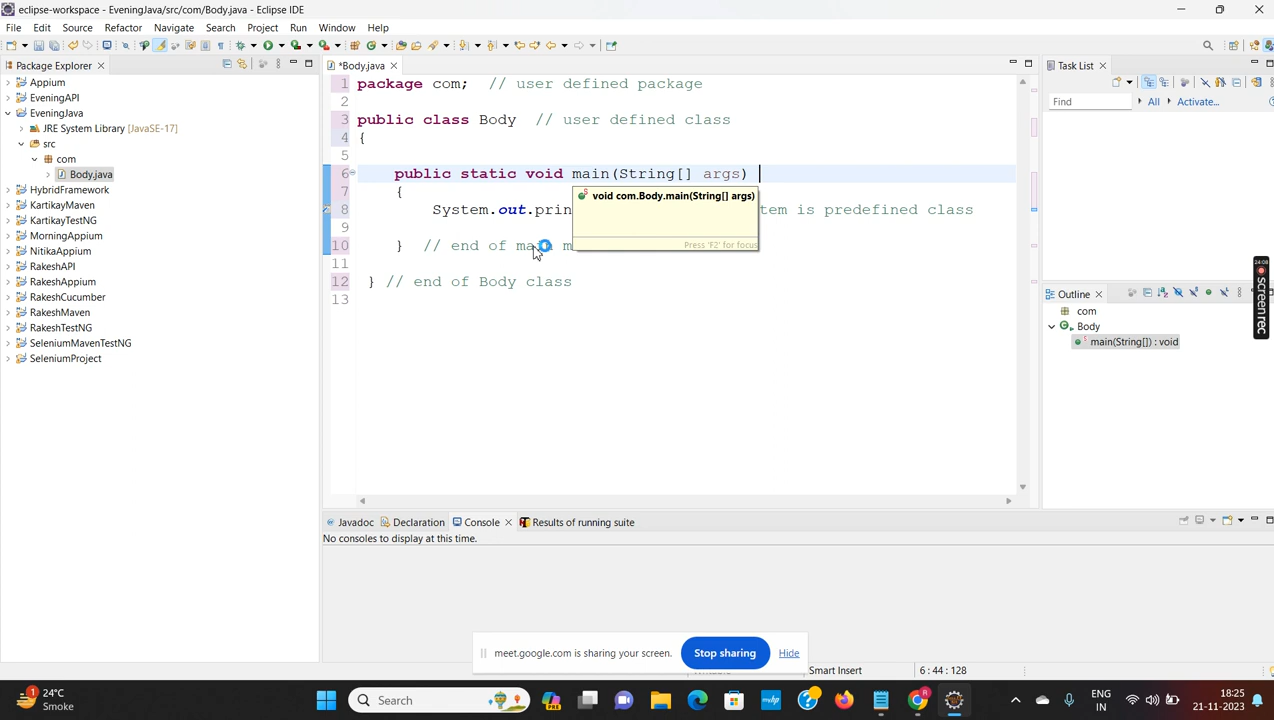 eclipse-workspace - EveningJava/src/com/Body.java - Eclipse IDE
File Edit Source Refactor Navigate Search Project Run Window Help
Package Explorer
Appium
EveningAPI
EveningJava
JRE System Library [JavaSE-17]
src
com
Body.java
HybridFramework
KartikayMaven
KartikayTestNG
MorningAppium
NitikaAppium
RakeshAPI
RakeshAppium
RakeshCucumber
RakeshMaven
RakeshTestNG
SeleniumMavenTestNG
SeleniumProject
*Body.java
1 package com; // user defined package
2
3 public class Body // user defined class
4 {
5
6 public static void main(String[] args)
7 {
8 System.out.prin tem is predefined class
9
10 } // end of main m
11
12 } // end of Body class
13
void com.Body.main(String[] args)
Press 'F2' for focus
Task List
Find All Activate...
Outline
com
Body
main(String[]) : void
24:08
screenrec
Javadoc Declaration Console Results of running suite
No consoles to display at this time.
meet.google.com is sharing your screen. Stop sharing Hide
Smart Insert 6 : 44 : 128
1
24°C
Smoke
Search
PRE
hp
R
ENG
IN
18:25
21-11-2023